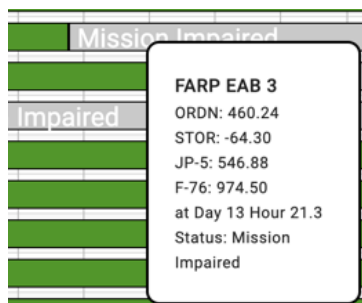 Mission Impaired
FARP EAB 3
ORDN: 460.24
STOR: -64.30
Impaired
JP-5: 546.88
F-76: 974.50
at Day 13 Hour 21.3
Status: Mission
Impaired